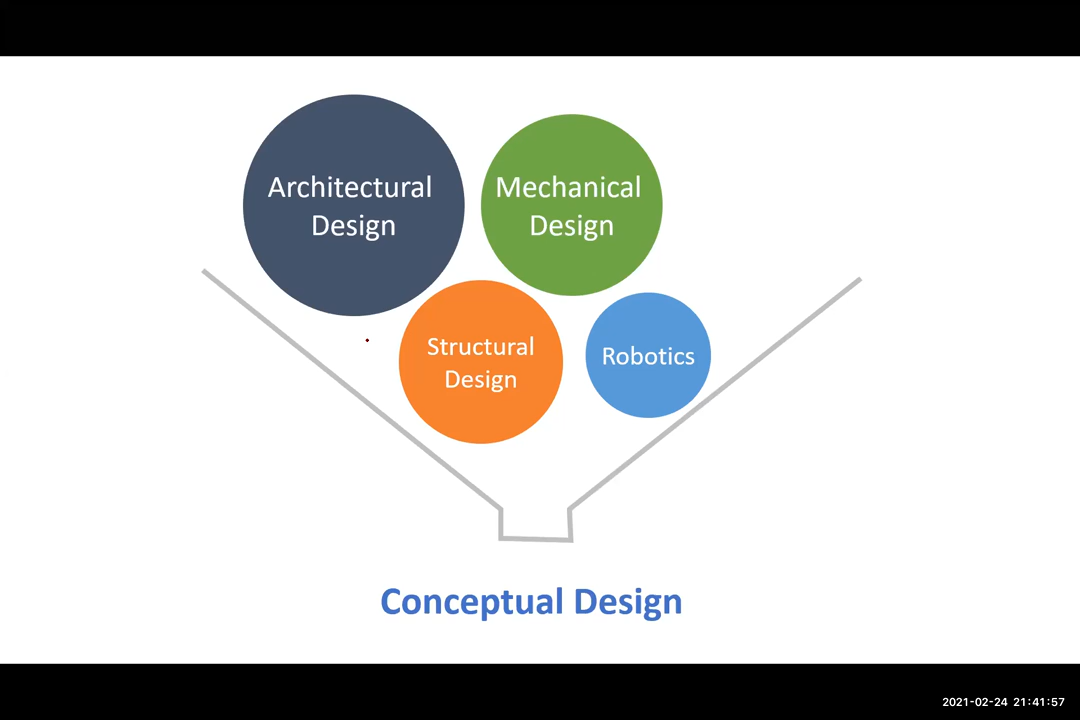 Architectural
Design
Mechanical
Design
Structural
Design
Robotics
Conceptual Design
2021-02-24 21:41:57